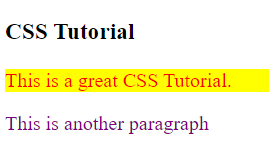 CSS Tutorial
This is a great CSS Tutorial.
This is another paragraph